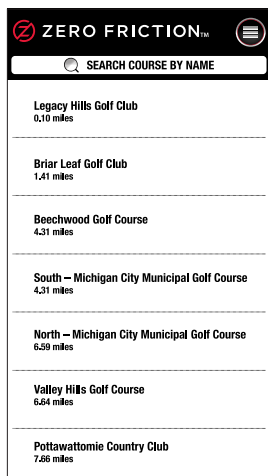 ZERO FRICTION™
SEARCH COURSE BY NAME
Legacy Hills Golf Club
0.10 miles
Briar Leaf Golf Club
1.41 miles
Beechwood Golf Course
4.31 miles
South – Michigan City Municipal Golf Course
4.31 miles
North – Michigan City Municipal Golf Course
6.59 miles
Valley Hills Golf Course
6.64 miles
Pottawattomie Country Club
7.66 miles